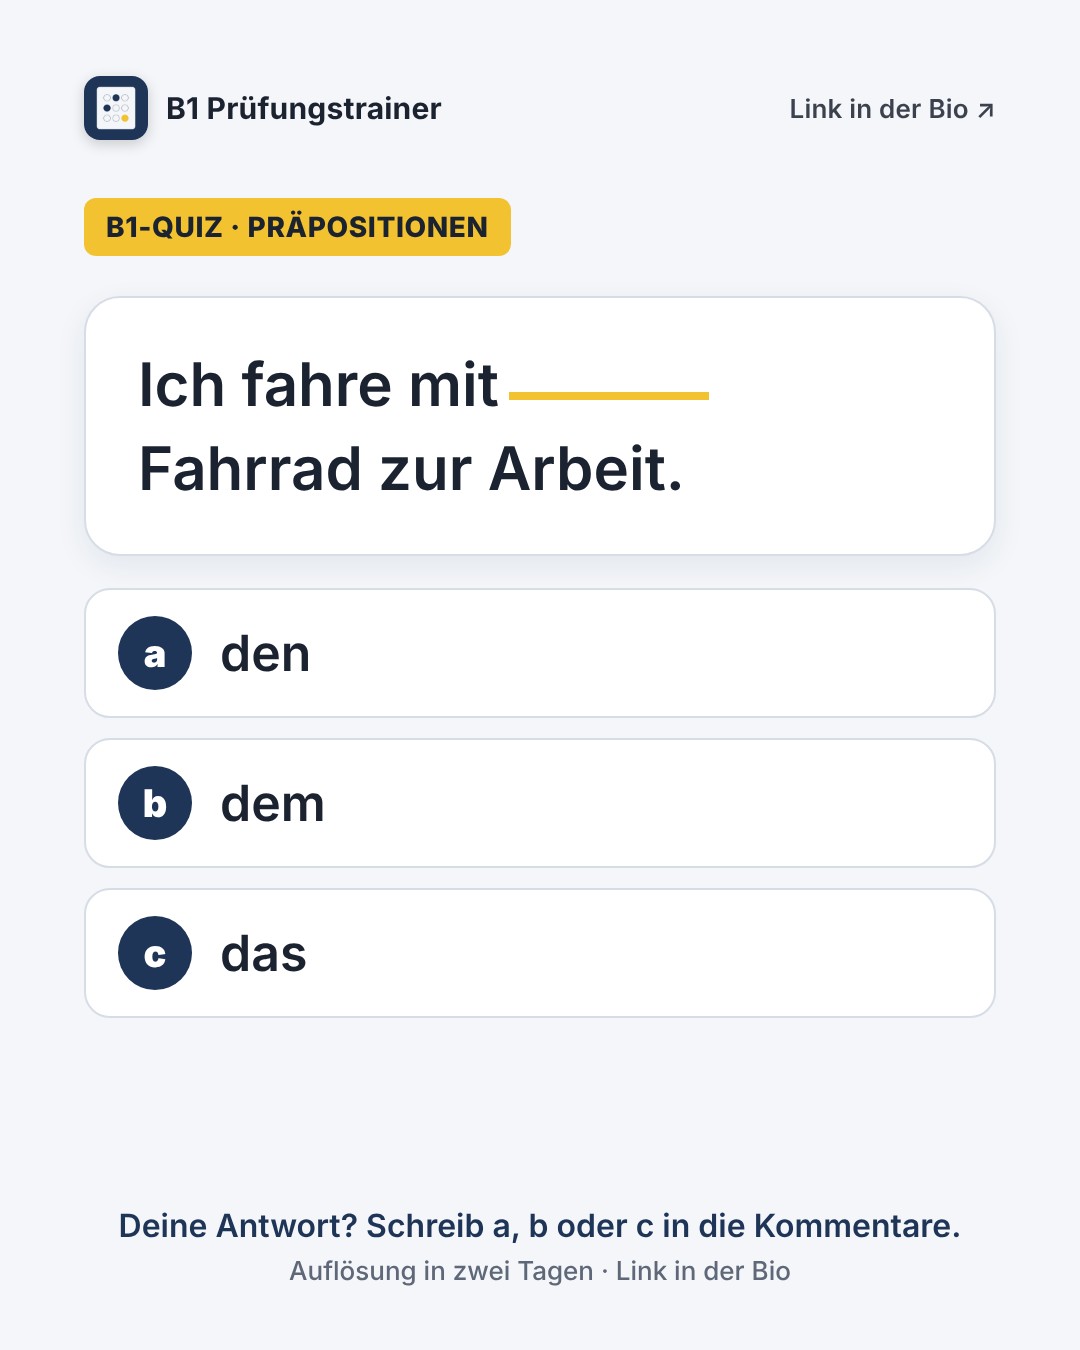 B1 Prüfungstrainer
Link in der Bio ↗
B1-QUIZ · PRÄPOSITIONEN
Ich fahre mit ______
Fahrrad zur Arbeit.
a den
b dem
c das
Deine Antwort? Schreib a, b oder c in die Kommentare.
Auflösung in zwei Tagen · Link in der Bio